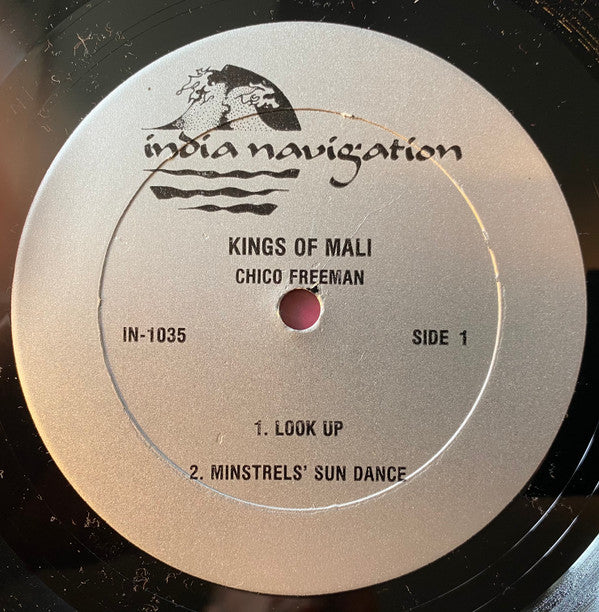 india navigation
KINGS OF MALI
CHICO FREEMAN
IN-1035
SIDE 1
1. LOOK UP
2. MINSTRELS' SUN DANCE